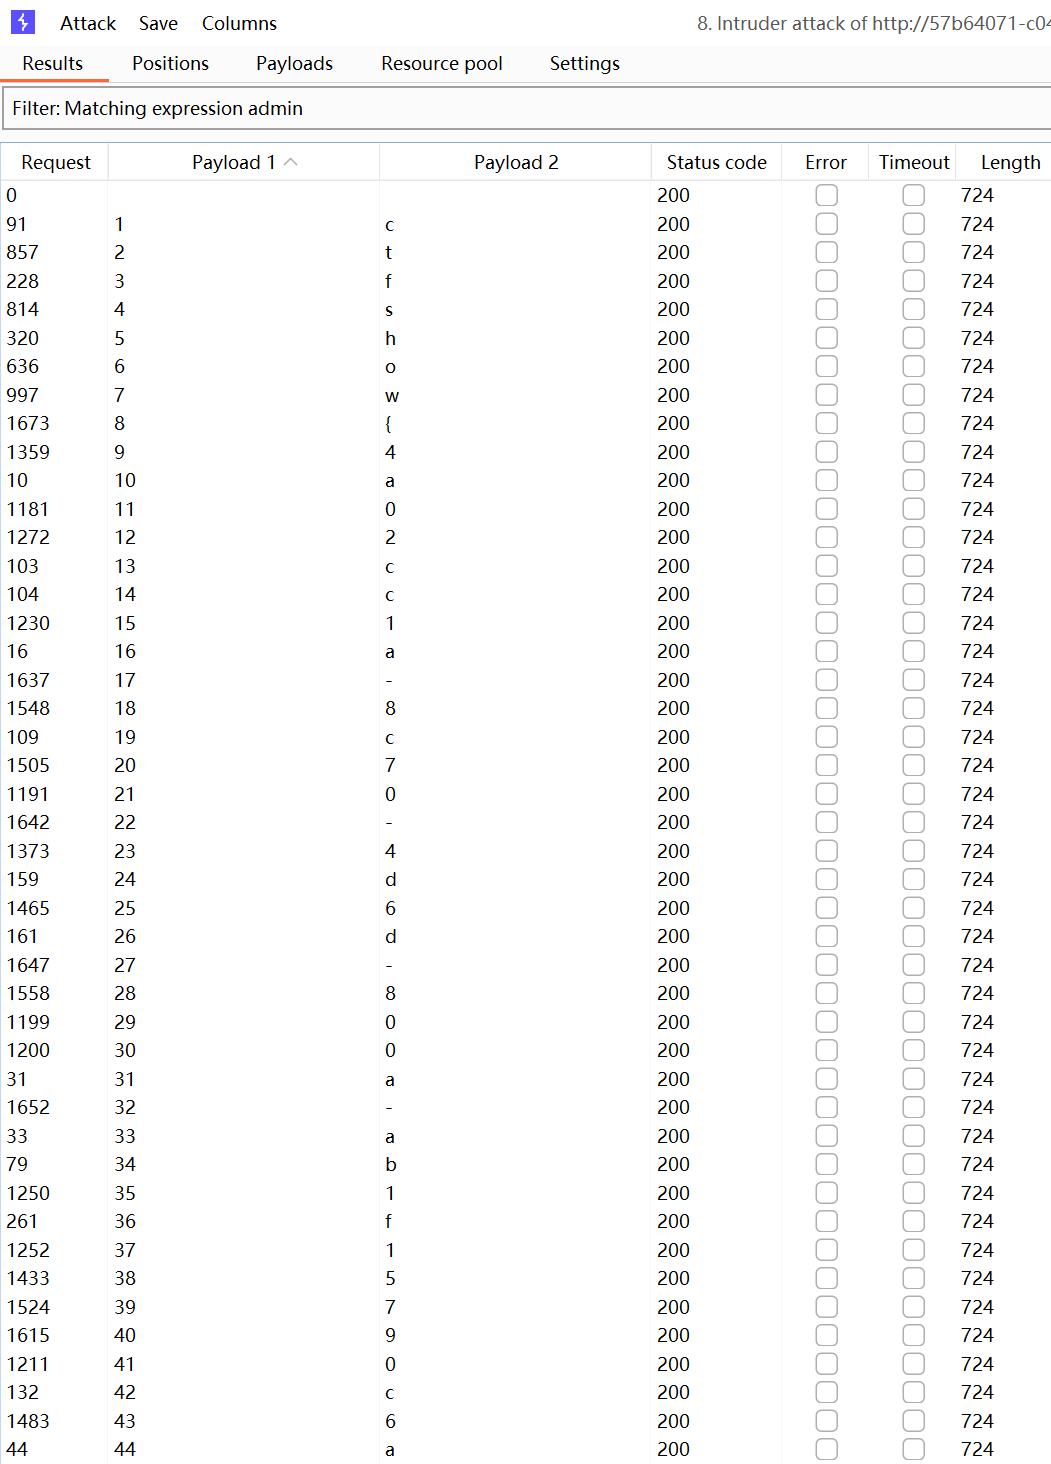 Attack Save Columns 8. Intruder attack of http://57b64071-c04
Results Positions Payloads Resource pool Settings
Filter: Matching expression admin
Request Payload 1 Payload 2 Status code Error Timeout Length
0 200 724
91 1 c 200 724
857 2 t 200 724
228 3 f 200 724
814 4 s 200 724
320 5 h 200 724
636 6 o 200 724
997 7 w 200 724
1673 8 { 200 724
1359 9 4 200 724
10 10 a 200 724
1181 11 0 200 724
1272 12 2 200 724
103 13 c 200 724
104 14 c 200 724
1230 15 1 200 724
16 16 a 200 724
1637 17 - 200 724
1548 18 8 200 724
109 19 c 200 724
1505 20 7 200 724
1191 21 0 200 724
1642 22 - 200 724
1373 23 4 200 724
159 24 d 200 724
1465 25 6 200 724
161 26 d 200 724
1647 27 - 200 724
1558 28 8 200 724
1199 29 0 200 724
1200 30 0 200 724
31 31 a 200 724
1652 32 - 200 724
33 33 a 200 724
79 34 b 200 724
1250 35 1 200 724
261 36 f 200 724
1252 37 1 200 724
1433 38 5 200 724
1524 39 7 200 724
1615 40 9 200 724
1211 41 0 200 724
132 42 c 200 724
1483 43 6 200 724
44 44 a 200 724